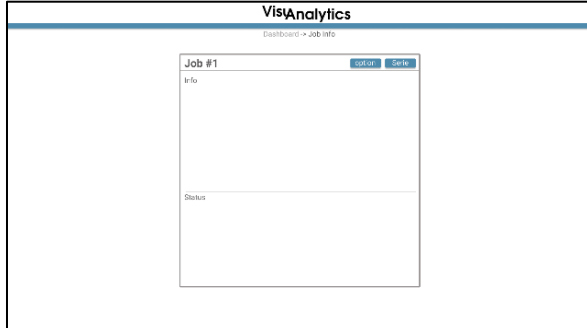 VisuAnalytics
Dashboard -> Job Info
Job #1
option
Info
Status